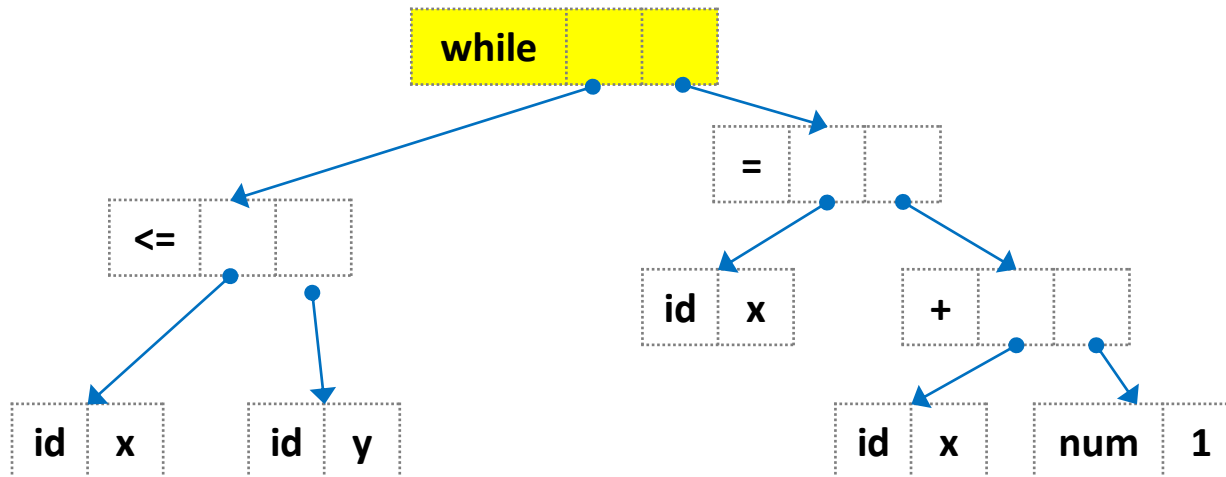 while
=
<=
id x
+
id x
id y
id x
num 1